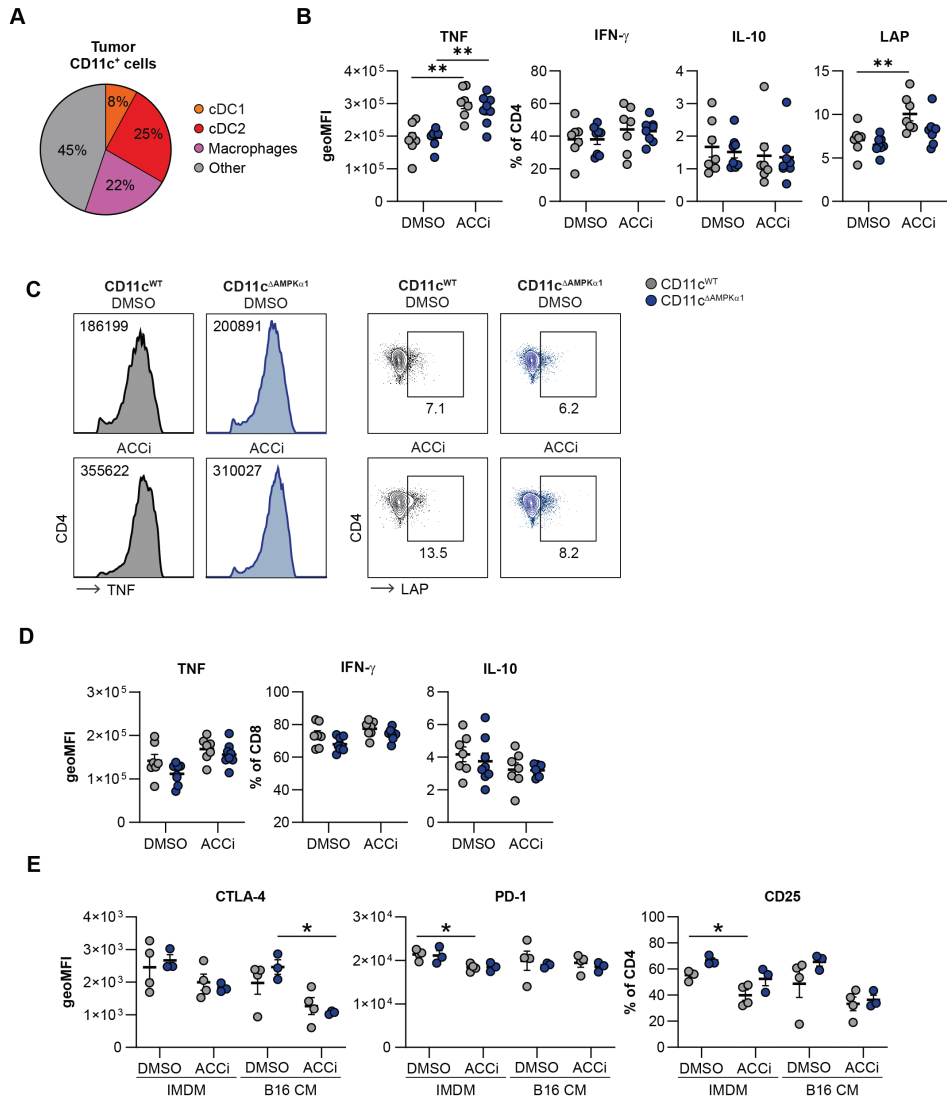 A
Tumor
CD11c⁺ cells
8%
25%
22%
45%
cDC1
cDC2
Macrophages
Other
B
TNF
**
**
geoMFI
4×10⁵
3×10⁵
2×10⁵
1×10⁵
0
DMSO ACCi
IFN-γ
% of CD4
80
60
40
20
0
DMSO ACCi
IL-10
4
3
2
1
0
DMSO ACCi
LAP
**
15
10
5
0
DMSO ACCi
C
CD11cᵂᵀ
DMSO
CD11c^ΔAMPKα1
DMSO
186199
200891
ACCi
ACCi
355622
310027
CD4
→ TNF
CD11cᵂᵀ
DMSO
CD11c^ΔAMPKα1
DMSO
7.1
6.2
ACCi
ACCi
13.5
8.2
CD4
→ LAP
CD11cᵂᵀ
CD11c^ΔAMPKα1
D
TNF
geoMFI
3×10⁵
2×10⁵
1×10⁵
0
DMSO ACCi
IFN-γ
% of CD8
100
80
60
40
20
DMSO ACCi
IL-10
8
6
4
2
0
DMSO ACCi
E
CTLA-4
*
geoMFI
4×10³
3×10³
2×10³
1×10³
0
DMSO ACCi DMSO ACCi
IMDM B16 CM
PD-1
*
3×10⁴
2×10⁴
1×10⁴
0
DMSO ACCi DMSO ACCi
IMDM B16 CM
CD25
*
% of CD4
100
80
60
40
20
0
DMSO ACCi DMSO ACCi
IMDM B16 CM